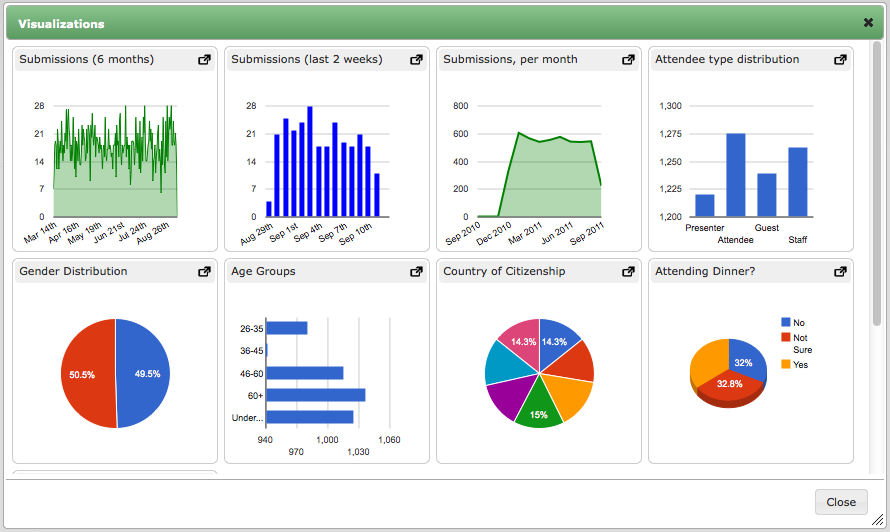 Visualizations
Submissions (6 months)
28
21
14
7
0
Mar 14th
Apr 16th
May 19th
Jun 21st
Jul 24th
Aug 26th
Submissions (last 2 weeks)
28
21
14
7
0
Aug 29th
Sep 1st
Sep 4th
Sep 7th
Sep 10th
Submissions, per month
800
600
400
200
0
Sep 2010
Dec 2010
Mar 2011
Jun 2011
Sep 2011
Attendee type distribution
1,300
1,275
1,250
1,225
1,200
Presenter
Attendee
Guest
Staff
Gender Distribution
50.5%
49.5%
Age Groups
26-35
36-45
46-60
60+
Under...
940
970
1,000
1,030
1,060
Country of Citizenship
14.3%
14.3%
15%
Attending Dinner?
32%
32.6%
No
Not
Sure
Yes
Close